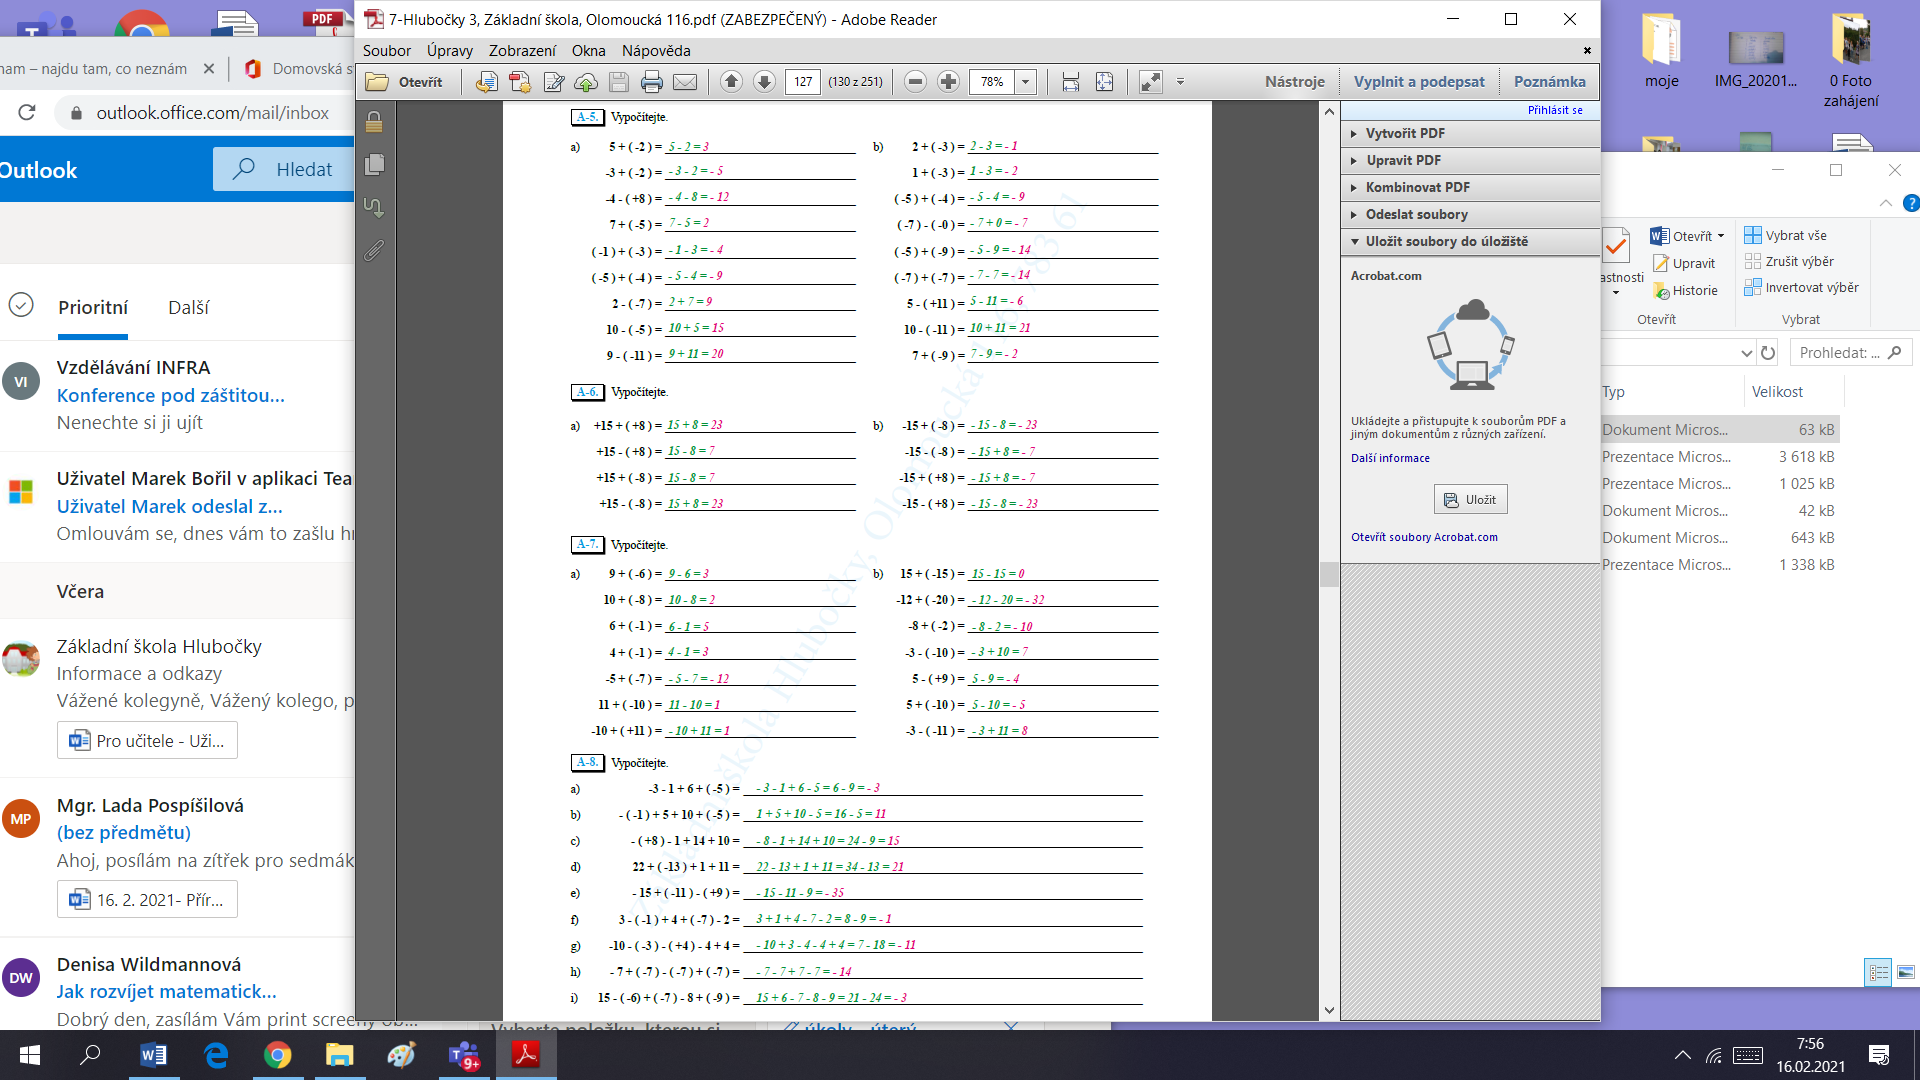 7-Hlubočky 3, Základní škola, Olomoucká 116.pdf (ZABEZPEČENÝ) - Adobe Reader
Soubor Úpravy Zobrazení Okna Nápověda
Otevřít 127 (130 z 251) 78% Nástroje Vyplnit a podepsat Poznámka
nam – najdu tam, co neznám
Domovská s
outlook.office.com/mail/inbox
Outlook
Hledat
Prioritní Další
VI
Vzdělávání INFRA
Konference pod záštitou...
Nenechte si ji ujít
Uživatel Marek Bořil v aplikaci Tea
Uživatel Marek odeslal z...
Omlouvám se, dnes vám to zašlu hr
Včera
Základní škola Hlubočky
Informace a odkazy
Vážené kolegyně, Vážený kolego, p
Pro učitele - Uži...
MP
Mgr. Lada Pospíšilová
(bez předmětu)
Ahoj, posílám na zítřek pro sedmák
16. 2. 2021- Přír...
DW
Denisa Wildmannová
Jak rozvíjet matematick...
Dobrý den, zasílám Vám print screeny ob...
A-5. Vypočítejte.
a) 5 + ( -2 ) = 5 - 2 = 3
-3 + ( -2 ) = - 3 - 2 = - 5
-4 - ( +8 ) = - 4 - 8 = - 12
7 + ( -5 ) = 7 - 5 = 2
( -1 ) + ( -3 ) = - 1 - 3 = - 4
( -5 ) + ( -4 ) = - 5 - 4 = - 9
2 - ( -7 ) = 2 + 7 = 9
10 - ( -5 ) = 10 + 5 = 15
9 - ( -11 ) = 9 + 11 = 20
b) 2 + ( -3 ) = 2 - 3 = - 1
1 + ( -3 ) = 1 - 3 = - 2
( -5 ) + ( -4 ) = - 5 - 4 = - 9
( -7 ) - ( -0 ) = - 7 + 0 = - 7
( -5 ) + ( -9 ) = - 5 - 9 = - 14
( -7 ) + ( -7 ) = - 7 - 7 = - 14
5 - ( +11 ) = 5 - 11 = - 6
10 - ( -11 ) = 10 + 11 = 21
7 + ( -9 ) = 7 - 9 = - 2
A-6. Vypočítejte.
a) +15 + ( +8 ) = 15 + 8 = 23
+15 - ( +8 ) = 15 - 8 = 7
+15 + ( -8 ) = 15 - 8 = 7
+15 - ( -8 ) = 15 + 8 = 23
b) -15 + ( -8 ) = - 15 - 8 = - 23
-15 - ( -8 ) = - 15 + 8 = - 7
-15 + ( +8 ) = - 15 + 8 = - 7
-15 - ( +8 ) = - 15 - 8 = - 23
A-7. Vypočítejte.
a) 9 + ( -6 ) = 9 - 6 = 3
10 + ( -8 ) = 10 - 8 = 2
6 + ( -1 ) = 6 - 1 = 5
4 + ( -1 ) = 4 - 1 = 3
-5 + ( -7 ) = - 5 - 7 = - 12
11 + ( -10 ) = 11 - 10 = 1
-10 + ( +11 ) = - 10 + 11 = 1
b) 15 + ( -15 ) = 15 - 15 = 0
-12 + ( -20 ) = - 12 - 20 = - 32
-8 + ( -2 ) = - 8 - 2 = - 10
-3 - ( -10 ) = - 3 + 10 = 7
5 - ( +9 ) = 5 - 9 = - 4
5 + ( -10 ) = 5 - 10 = - 5
-3 - ( -11 ) = - 3 + 11 = 8
A-8. Vypočítejte.
a) -3 - 1 + 6 + ( -5 ) = - 3 - 1 + 6 - 5 = 6 - 9 = - 3
b) - ( -1 ) + 5 + 10 + ( -5 ) = 1 + 5 + 10 - 5 = 16 - 5 = 11
c) - ( +8 ) - 1 + 14 + 10 = - 8 - 1 + 14 + 10 = 24 - 9 = 15
d) 22 + ( -13 ) + 1 + 11 = 22 - 13 + 1 + 11 = 34 - 13 = 21
e) - 15 + ( -11 ) - ( +9 ) = - 15 - 11 - 9 = - 35
f) 3 - ( -1 ) + 4 + ( -7 ) - 2 = 3 + 1 + 4 - 7 - 2 = 8 - 9 = - 1
g) -10 - ( -3 ) - ( +4 ) - 4 + 4 = - 10 + 3 - 4 - 4 + 4 = 7 - 18 = - 11
h) - 7 + ( -7 ) - ( -7 ) + ( -7 ) = - 7 - 7 + 7 - 7 = - 14
i) 15 - ( -6) + ( -7 ) - 8 + ( -9 ) = 15 + 6 - 7 - 8 - 9 = 21 - 24 = - 3
Přihlásit se
Vytvořit PDF
Upravit PDF
Kombinovat PDF
Odeslat soubory
Uložit soubory do úložiště
Acrobat.com
Ukládejte a přistupujte k souborům PDF a
jiným dokumentům z různých zařízení.
Další informace
Uložit
Otevřít soubory Acrobat.com
moje
IMG_20201...
0 Foto
zahájení
astnosti
Otevřít
Upravit
Historie
Otevřít
Vybrat vše
Zrušit výběr
Invertovat výběr
Vybrat
Prohledat: ...
Typ Velikost
Dokument Micros... 63 kB
Prezentace Micros... 3 618 kB
Prezentace Micros... 1 025 kB
Dokument Micros... 42 kB
Dokument Micros... 643 kB
Prezentace Micros... 1 338 kB
9+
7:56
16.02.2021